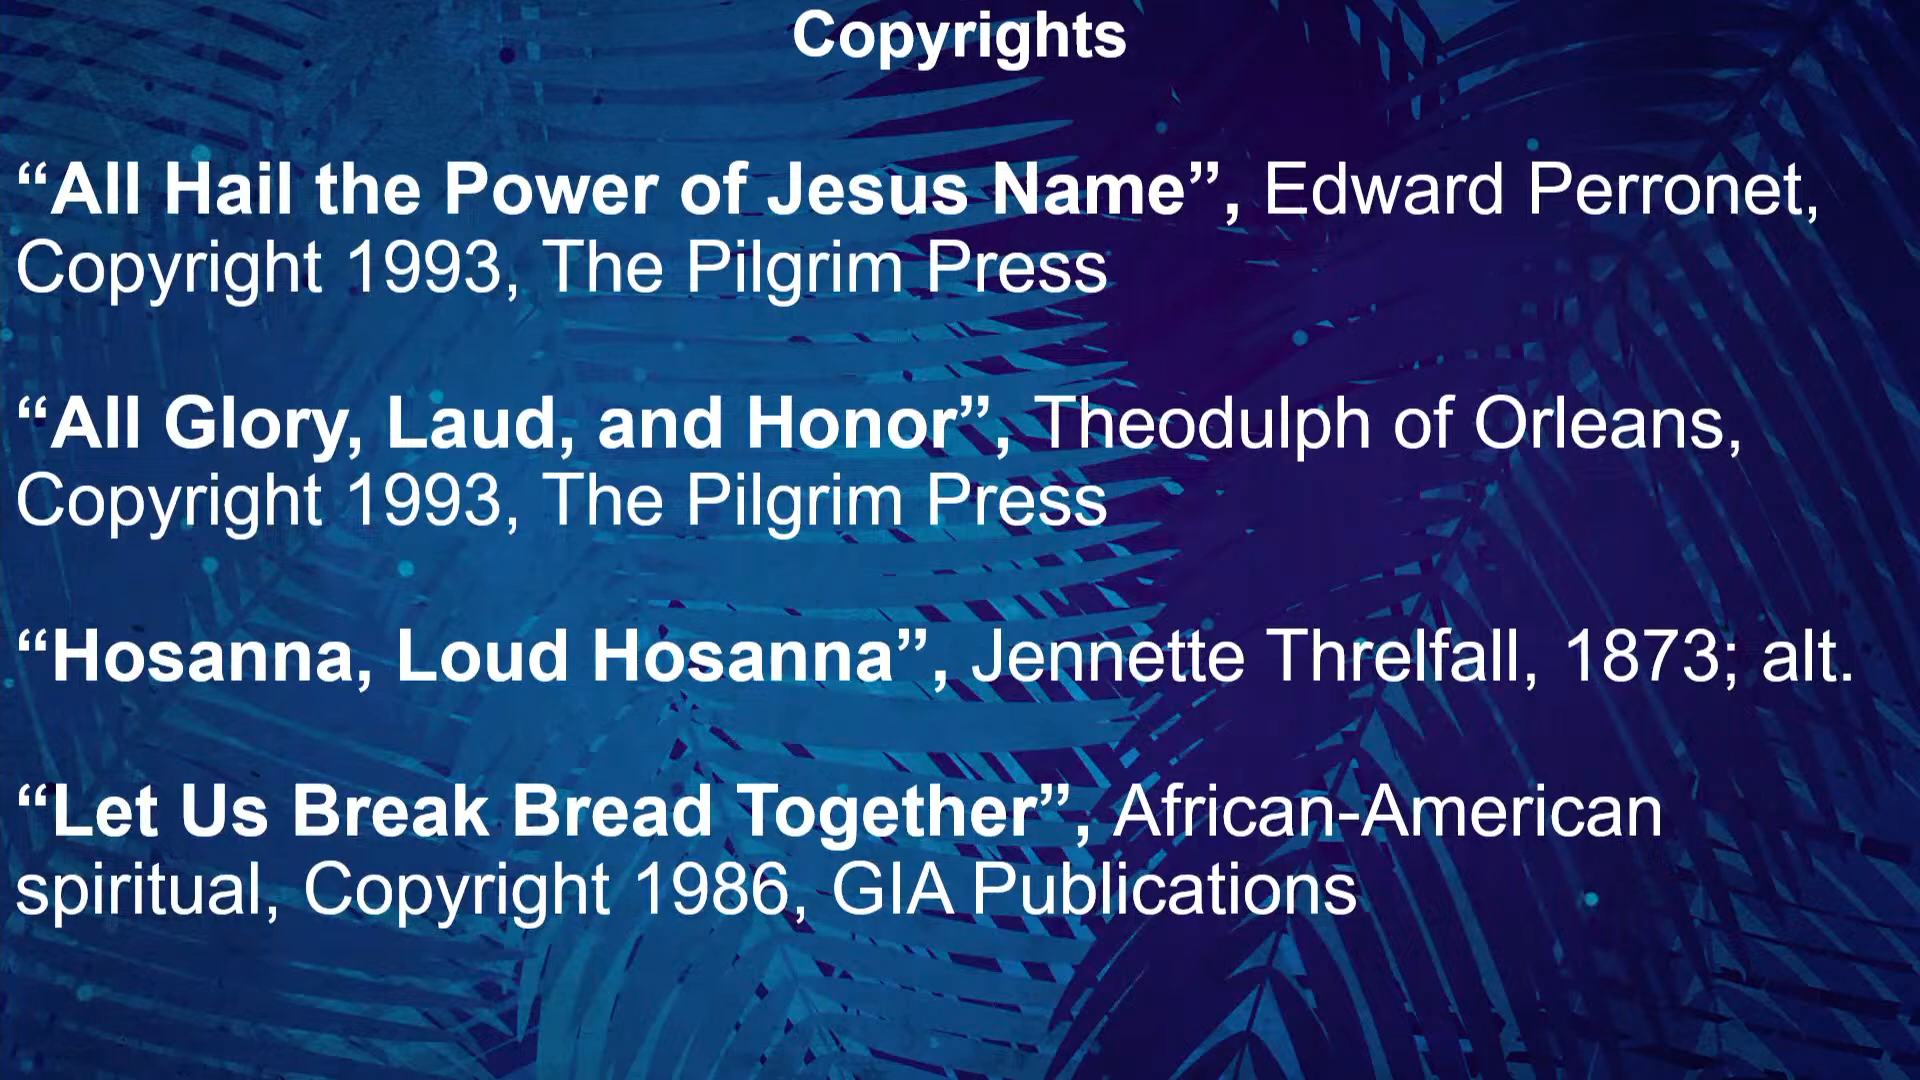 Copyrights
“All Hail the Power of Jesus Name”, Edward Perronet,
Copyright 1993, The Pilgrim Press
“All Glory, Laud, and Honor”, Theodulph of Orleans,
Copyright 1993, The Pilgrim Press
“Hosanna, Loud Hosanna”, Jennette Threlfall, 1873; alt.
“Let Us Break Bread Together”, African-American
spiritual, Copyright 1986, GIA Publications